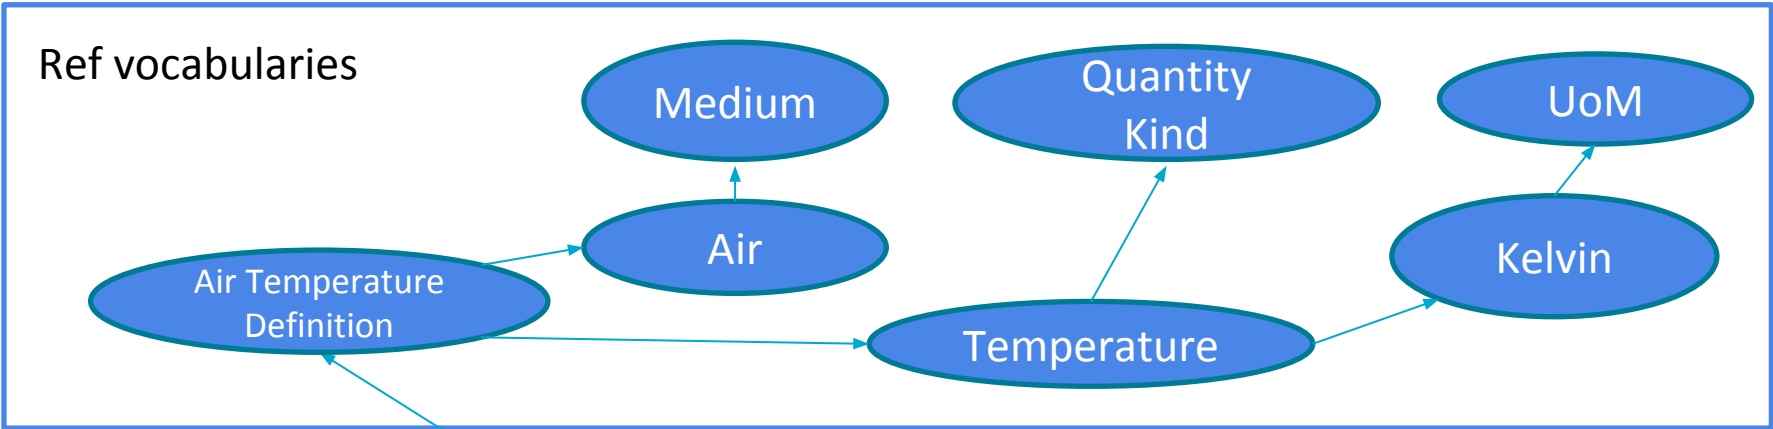 Ref vocabularies
Medium
Quantity
Kind
UoM
Air
Kelvin
Air Temperature
Definition
Temperature